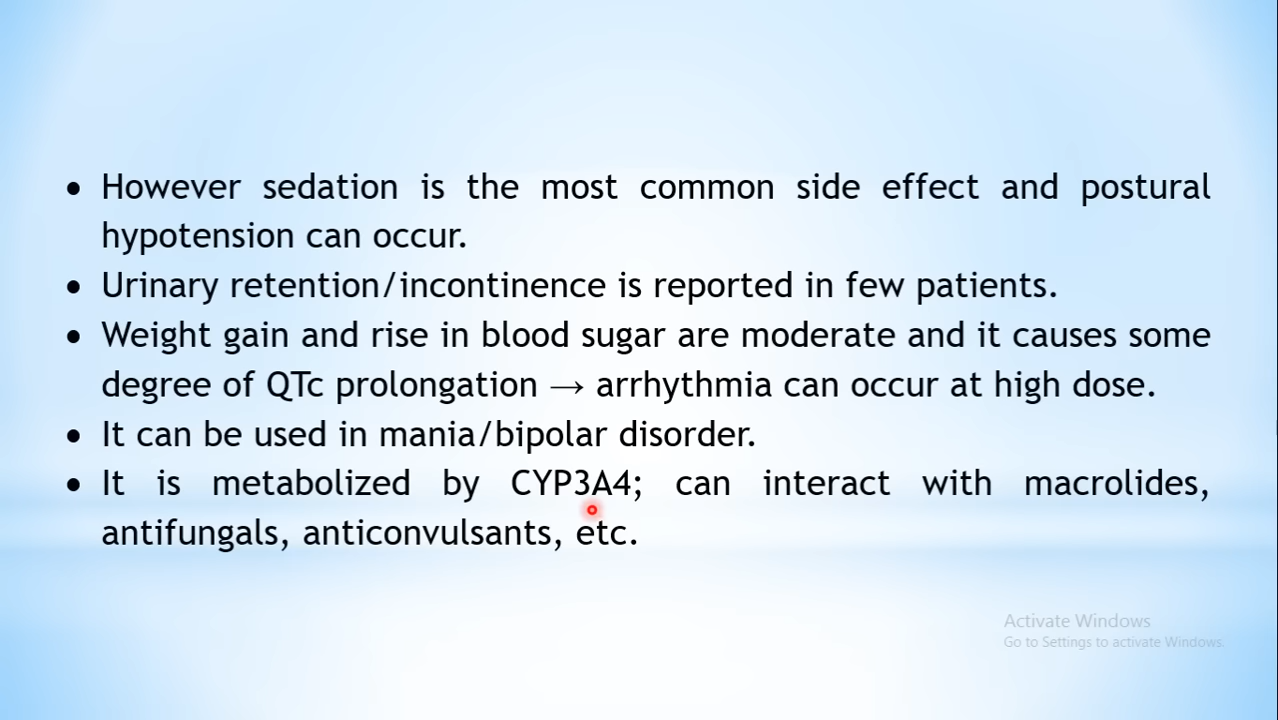 • However sedation is the most common side effect and postural
hypotension can occur.
• Urinary retention/incontinence is reported in few patients.
• Weight gain and rise in blood sugar are moderate and it causes some
degree of QTc prolongation → arrhythmia can occur at high dose.
• It can be used in mania/bipolar disorder.
• It is metabolized by CYP3A4; can interact with macrolides,
antifungals, anticonvulsants, etc.
Activate Windows
Go to Settings to activate Windows.